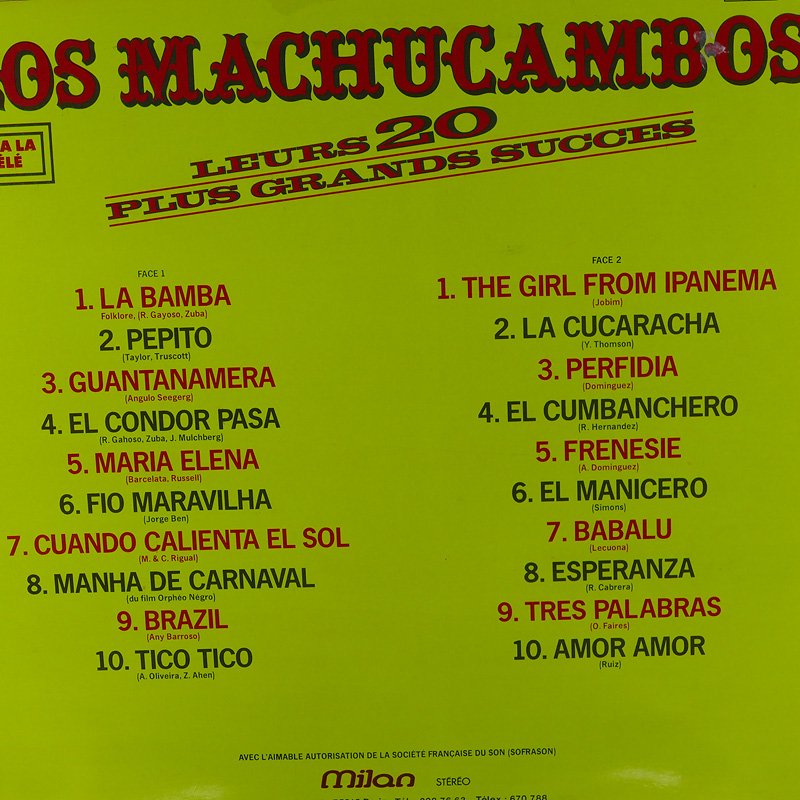 LOS MACHUCAMBOS
A LA
ÉLÉ
LEURS 20
PLUS GRANDS SUCCES
FACE 1
1. LA BAMBA
Folklore, (R. Gayoso, Zuba)
2. PEPITO
(Taylor, Truscott)
3. GUANTANAMERA
(Angulo Seegerg)
4. EL CONDOR PASA
(R. Gahoso, Zuba, J. Mulchberg)
5. MARIA ELENA
(Barcelata, Russell)
6. FIO MARAVILHA
(Jorge Ben)
7. CUANDO CALIENTA EL SOL
(M. & C. Rigual)
8. MANHA DE CARNAVAL
(du film Orphéo Négro)
9. BRAZIL
(Any Barroso)
10. TICO TICO
(A. Oliveira, Z. Ahen)
FACE 2
1. THE GIRL FROM IPANEMA
(Jobim)
2. LA CUCARACHA
(Y. Thomson)
3. PERFIDIA
(Dominguez)
4. EL CUMBANCHERO
(R. Hernandez)
5. FRENESIE
(A. Dominguez)
6. EL MANICERO
(Simons)
7. BABALU
(Lecuona)
8. ESPERANZA
(R. Cabrera)
9. TRES PALABRAS
(O. Faires)
10. AMOR AMOR
(Ruiz)
AVEC L'AIMABLE AUTORISATION DE LA SOCIÉTÉ FRANÇAISE DU SON (SOFRASON)
Milan STÉRÉO